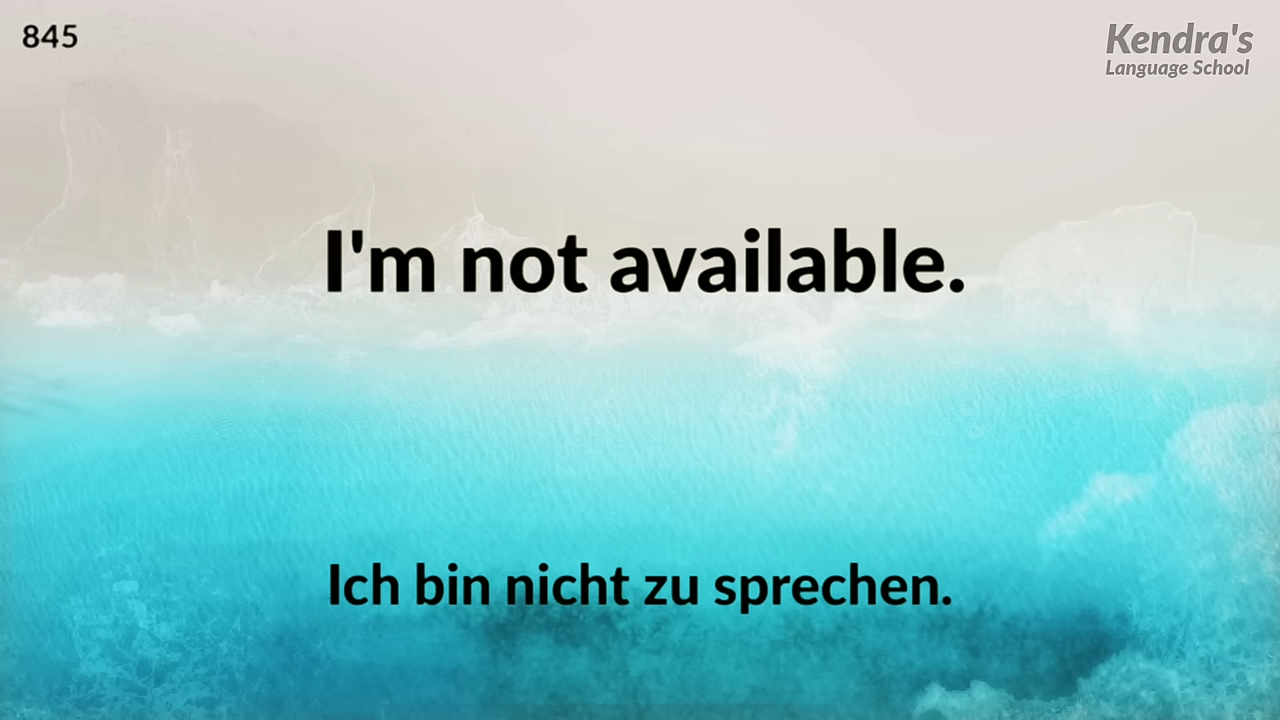 845
Kendra's
Language School
I'm not available.
Ich bin nicht zu sprechen.